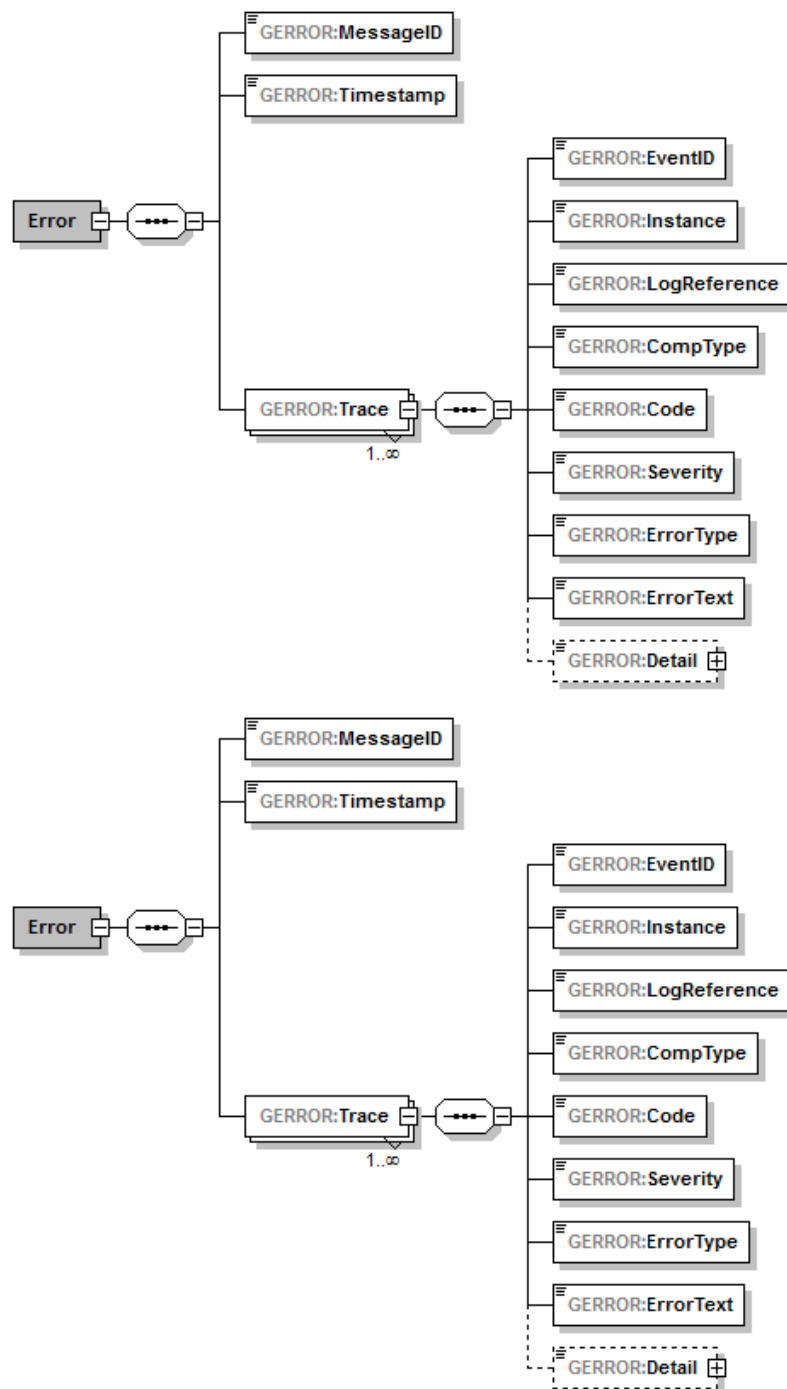 GERROR:MessageID
GERROR:Timestamp
GERROR:EventID
Error
GERROR:Instance
GERROR:LogReference
GERROR:CompType
GERROR:Trace
GERROR:Code
1..∞
GERROR:Severity
GERROR:ErrorType
GERROR:ErrorText
GERROR:Detail
GERROR:MessageID
GERROR:Timestamp
GERROR:EventID
Error
GERROR:Instance
GERROR:LogReference
GERROR:CompType
GERROR:Trace
GERROR:Code
1..∞
GERROR:Severity
GERROR:ErrorType
GERROR:ErrorText
GERROR:Detail